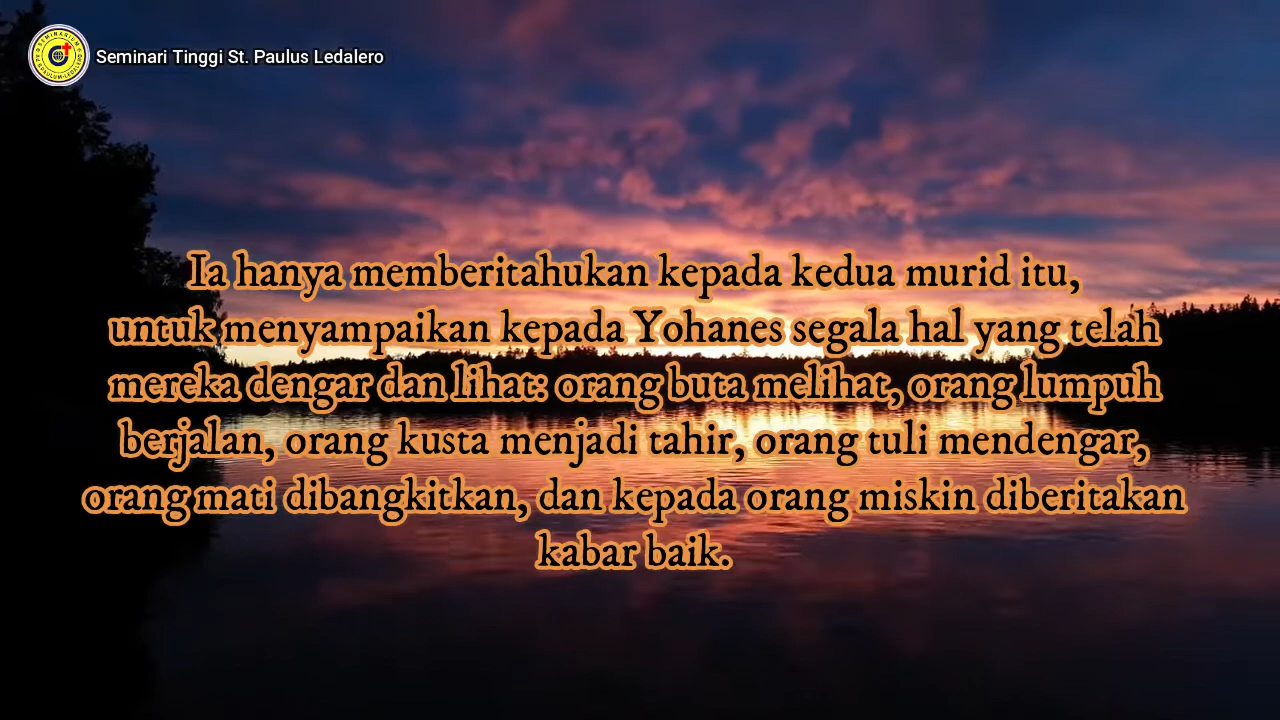 Seminari Tinggi St. Paulus Ledalero
Ia hanya memberitahukan kepada kedua murid itu,
untuk menyampaikan kepada Yohanes segala hal yang telah
mereka dengar dan lihat: orang buta melihat, orang lumpuh
berjalan, orang kusta menjadi tahir, orang tuli mendengar,
orang mati dibangkitkan, dan kepada orang miskin diberitakan
kabar baik.